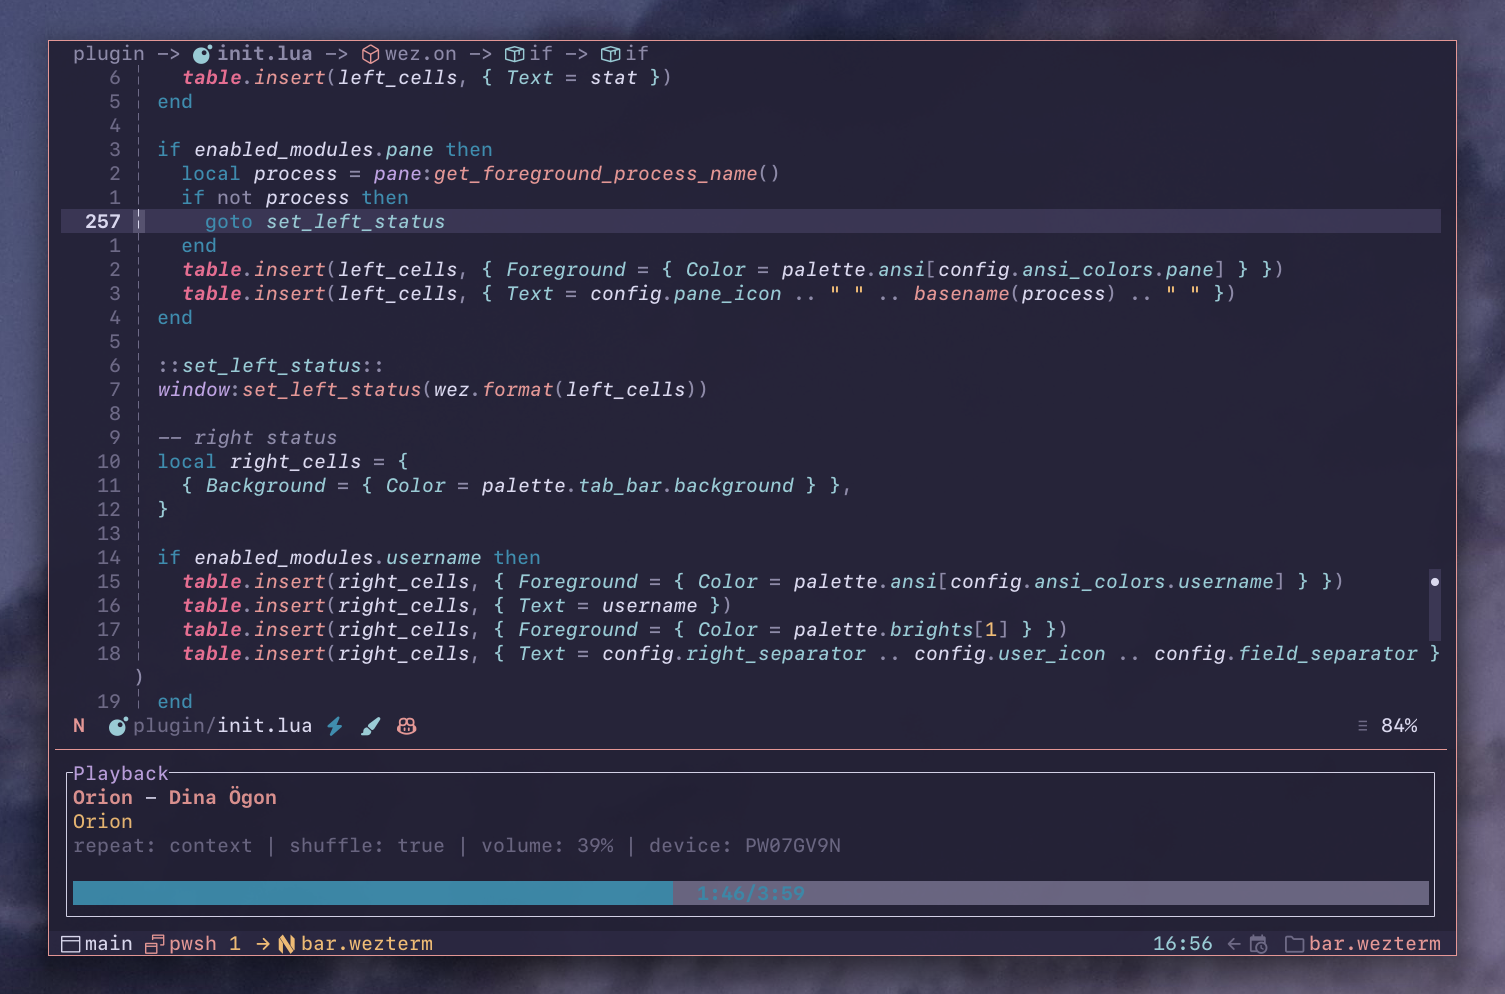 plugin -> init.lua -> wez.on -> if -> if
6 table.insert(left_cells, { Text = stat })
5 end
4
3 if enabled_modules.pane then
2 local process = pane:get_foreground_process_name()
1 if not process then
257 goto set_left_status
1 end
2 table.insert(left_cells, { Foreground = { Color = palette.ansi[config.ansi_colors.pane] } })
3 table.insert(left_cells, { Text = config.pane_icon .. " " .. basename(process) .. " " })
4 end
5
6 ::set_left_status::
7 window:set_left_status(wez.format(left_cells))
8
9 -- right status
10 local right_cells = {
11 { Background = { Color = palette.tab_bar.background } },
12 }
13
14 if enabled_modules.username then
15 table.insert(right_cells, { Foreground = { Color = palette.ansi[config.ansi_colors.username] } })
16 table.insert(right_cells, { Text = username })
17 table.insert(right_cells, { Foreground = { Color = palette.brights[1] } })
18 table.insert(right_cells, { Text = config.right_separator .. config.user_icon .. config.field_separator }
)
19 end
N plugin/init.lua ≡ 84%
Playback
Orion — Dina Ögon
Orion
repeat: context | shuffle: true | volume: 39% | device: PW07GV9N
1:46/3:59
main pwsh 1 → bar.wezterm 16:56 ← bar.wezterm